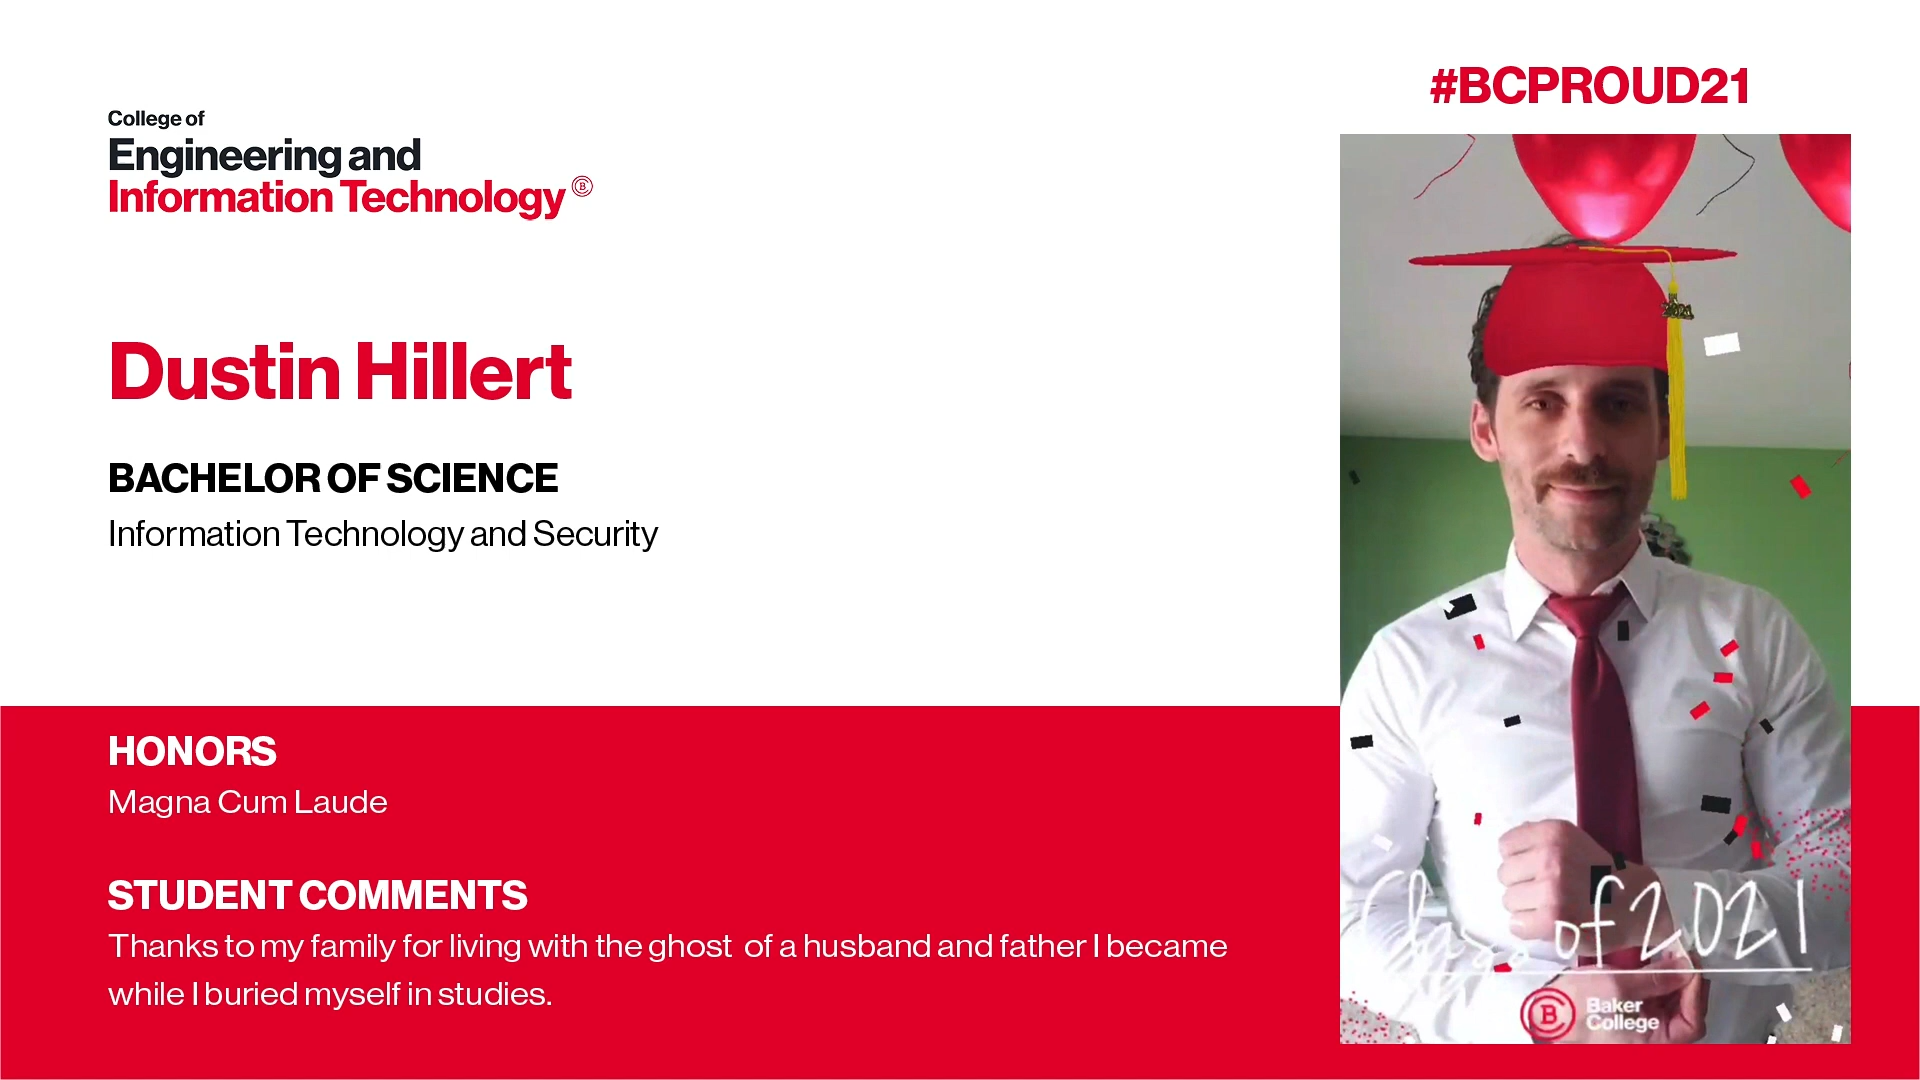 #BCPROUD21
College of
Engineering and
Information Technology
B
Dustin Hillert
BACHELOR OF SCIENCE
Information Technology and Security
2021
HONORS
Magna Cum Laude
STUDENT COMMENTS
Thanks to my family for living with the ghost  of a husband and father I became
while I buried myself in studies.
Class of 2021
B
Baker
College